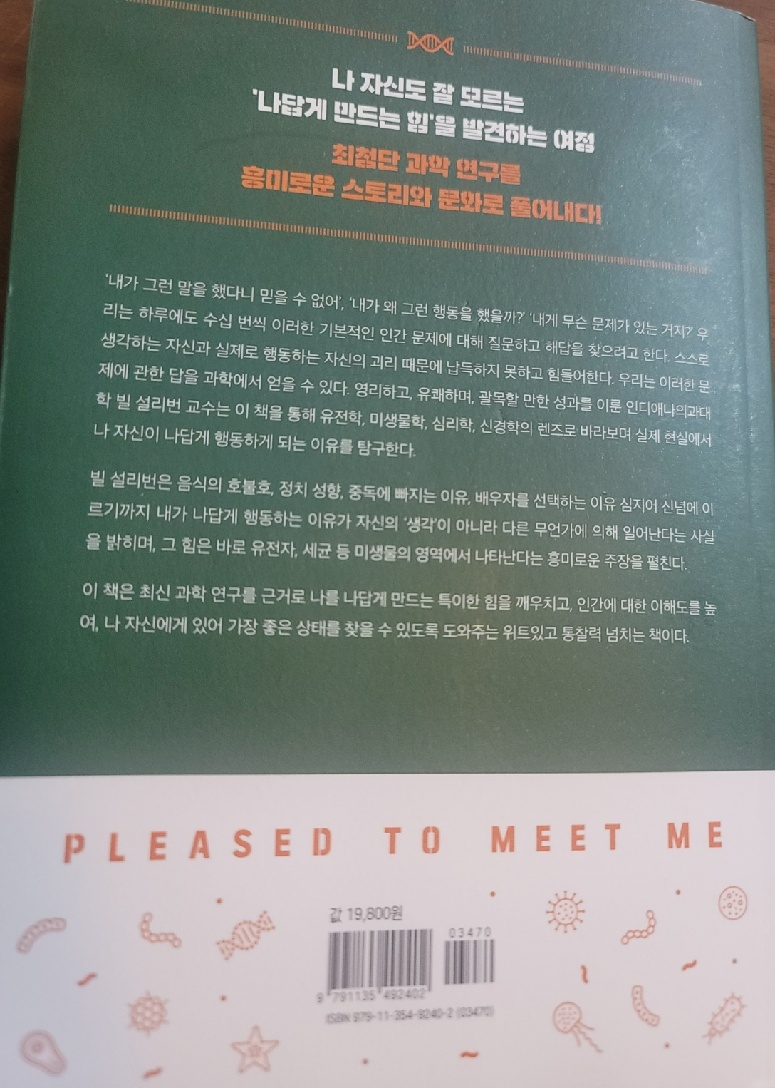 나 자신도 잘 모르는
'나답게 만드는 힘'을 발견하는 여정
최첨단 과학 연구를
흥미로운 스토리와 문화로 풀어내다!
'내가 그런 말을 했다니 믿을 수 없어', '내가 왜 그런 행동을 했을까?' '내게 무슨 문제가 있는 거지?' 우
리는 하루에도 수십 번씩 이러한 기본적인 인간 문제에 대해 질문하고 해답을 찾으려고 한다. 스스로
생각하는 자신과 실제로 행동하는 자신의 괴리 때문에 납득하지 못하고 힘들어한다. 우리는 이러한 문
제에 관한 답을 과학에서 얻을 수 있다. 영리하고, 유쾌하며, 괄목할 만한 성과를 이룬 인디애나의과대
학 빌 설리번 교수는 이 책을 통해 유전학, 미생물학, 심리학, 신경학의 렌즈로 바라보며 실제 현실에서
나 자신이 나답게 행동하게 되는 이유를 탐구한다.
빌 설리번은 음식의 호불호, 정치 성향, 중독에 빠지는 이유, 배우자를 선택하는 이유 심지어 신념에 이
르기까지 내가 나답게 행동하는 이유가 자신의 '생각'이 아니라 다른 무언가에 의해 일어난다는 사실
을 밝히며, 그 힘은 바로 유전자, 세균 등 미생물의 영역에서 나타난다는 흥미로운 주장을 펼친다.
이 책은 최신 과학 연구를 근거로 나를 나답게 만드는 특이한 힘을 깨우치고, 인간에 대한 이해도를 높
여, 나 자신에게 있어 가장 좋은 상태를 찾을 수 있도록 도와주는 위트있고 통찰력 넘치는 책이다.
PLEASED TO MEET ME
값 19,800원
03470
9 791135 492402
ISBN 979-11-354-9240-2 (03470)